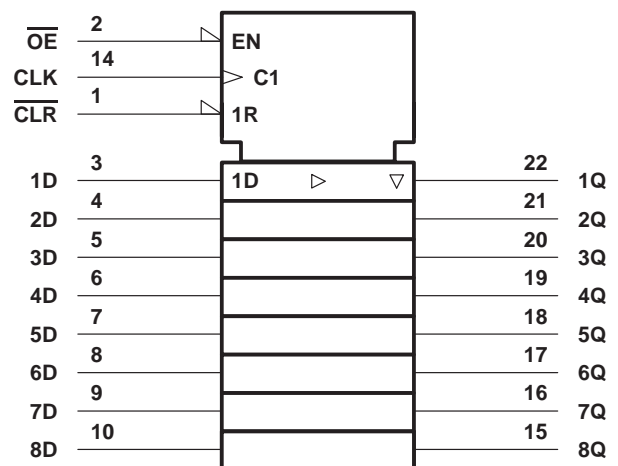 OE 2 EN
CLK 14 C1
CLR 1 1R
1D 3 1D 22 1Q
2D 4 21 2Q
3D 5 20 3Q
4D 6 19 4Q
5D 7 18 5Q
6D 8 17 6Q
7D 9 16 7Q
8D 10 15 8Q